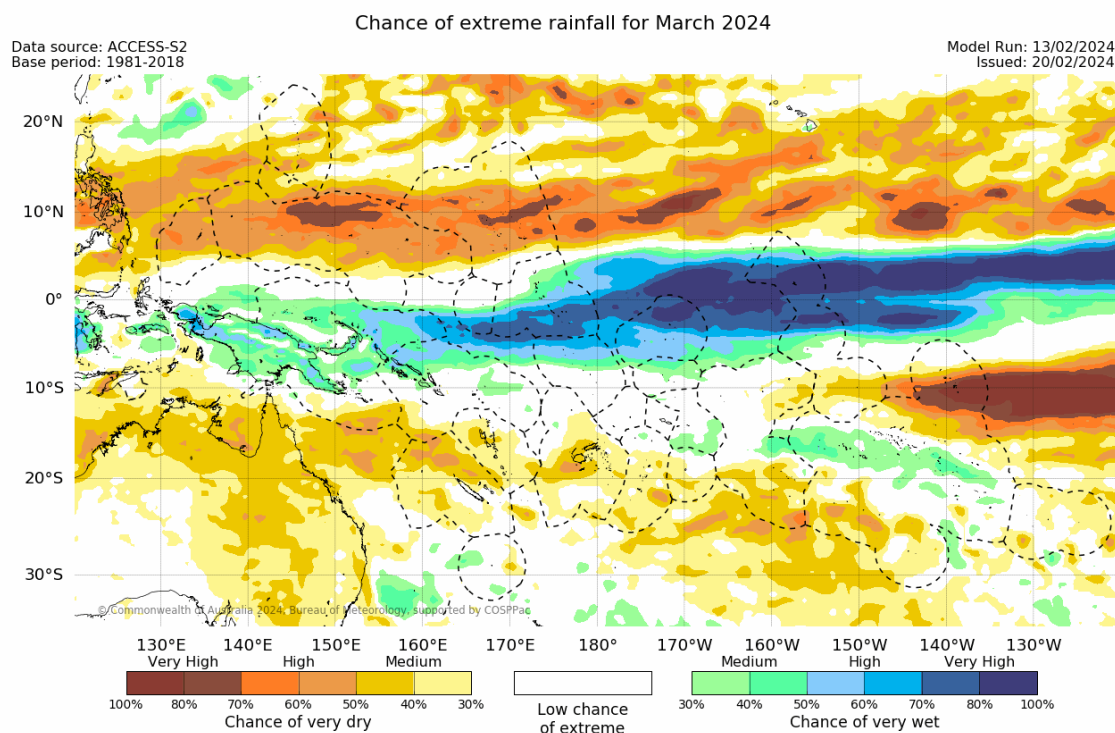 Chance of extreme rainfall for March 2024
Data source: ACCESS-S2
Base period: 1981-2018
Model Run: 13/02/2024
Issued: 20/02/2024
20°N
10°N
0°
10°S
20°S
30°S
© Commonwealth of Australia 2024, Bureau of Meteorology, supported by COSPPac
130°E 140°E 150°E 160°E 170°E 180° 170°W 160°W 150°W 140°W 130°W
Very High High Medium
100% 80% 70% 60% 50% 40% 30%
Chance of very dry
Low chance
of extreme
Medium High Very High
30% 40% 50% 60% 70% 80% 100%
Chance of very wet